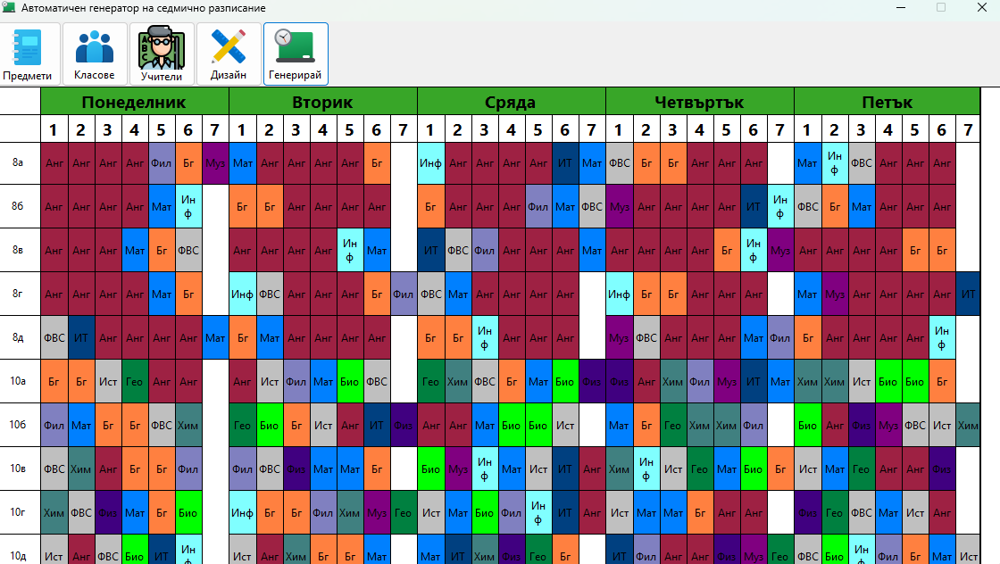 Автоматичен генератор на седмично разписание
Предмети Класове Учители Дизайн Генерирай
Понеделник Вторик Сряда Четвъртък Петък
1 2 3 4 5 6 7 1 2 3 4 5 6 7 1 2 3 4 5 6 7 1 2 3 4 5 6 7 1 2 3 4 5 6 7
8а Анг Анг Анг Анг Фил Бг Муз Мат Анг Анг Анг Анг Бг Инф Анг Анг Анг Анг ИТ Мат ФВС Бг Бг Анг Анг Анг Мат Инф ФВС Анг Анг Анг
8б Анг Анг Анг Анг Мат Инф Бг Бг Анг Анг Анг Анг Бг Анг Анг Анг Фил Мат ФВС Муз Анг Анг Анг Анг ИТ Инф ФВС Бг Мат Анг Анг Анг
8в Анг Анг Анг Мат Бг ФВС Анг Анг Анг Анг Инф Мат ИТ ФВС Фил Анг Анг Анг Мат Анг Анг Анг Анг Бг Инф Муз Анг Анг Анг Анг Бг Бг
8г Анг Анг Анг Анг Мат Бг Инф ФВС Анг Анг Анг Бг Фил ФВС Мат Анг Анг Анг Анг Инф Бг Бг Анг Анг Анг Мат Муз Анг Анг Анг Анг ИТ
8д ФВС ИТ Анг Анг Анг Анг Мат Бг Мат Анг Анг Анг Анг Бг Бг Инф Анг Анг Анг Муз ФВС Анг Анг Анг Мат Фил Бг Анг Анг Анг Анг Инф
10а Бг Бг Ист Гео Анг Анг Анг Ист Фил Мат Био ФВС Гео Хим ФВС Бг Мат Био Физ Физ Анг Хим Фил Муз ИТ Мат Хим Хим Ист Био Био Бг
10б Фил Мат Бг Бг ФВС Хим Гео Био Бг Ист Анг ИТ Физ Анг Анг Мат Био Био Ист Мат Бг Гео Хим Хим Фил Био Анг Физ Муз ФВС Ист Хим
10в ФВС Хим Анг Бг Бг Фил Фил ФВС Физ Мат Мат Бг Био Муз Инф Мат Ист ИТ Анг Хим Инф Ист Гео Мат Био Бг Ист Мат Гео Анг Анг Физ
10г Хим ФВС Физ Мат Бг Био Инф Бг Бг Фил Хим Муз Гео Ист Мат Био Фил Инф ИТ Анг Ист Мат Мат Бг Анг Анг Физ Гео ФВС Мат Ист Анг
10д Ист Анг ФВС Био ИТ Ин Ист Анг Хим Бг Бг Мат Мат ИТ Хим Физ Гео Бг ИТ Фил Анг Физ Муз Гео ФВС Био Ин Фил Бг Мат Ист